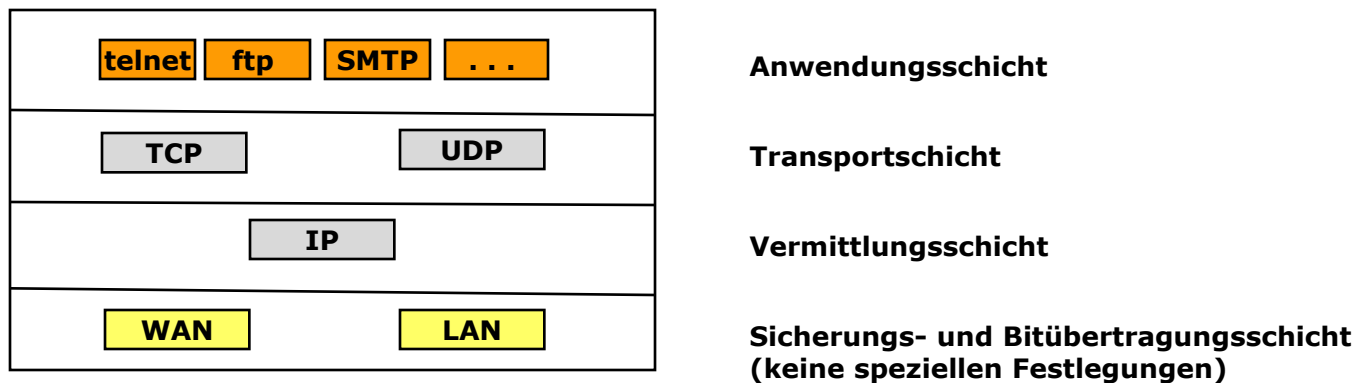 telnet ftp SMTP . . .
Anwendungsschicht
TCP UDP
Transportschicht
IP
Vermittlungsschicht
WAN LAN
Sicherungs- und Bitübertragungsschicht
(keine speziellen Festlegungen)